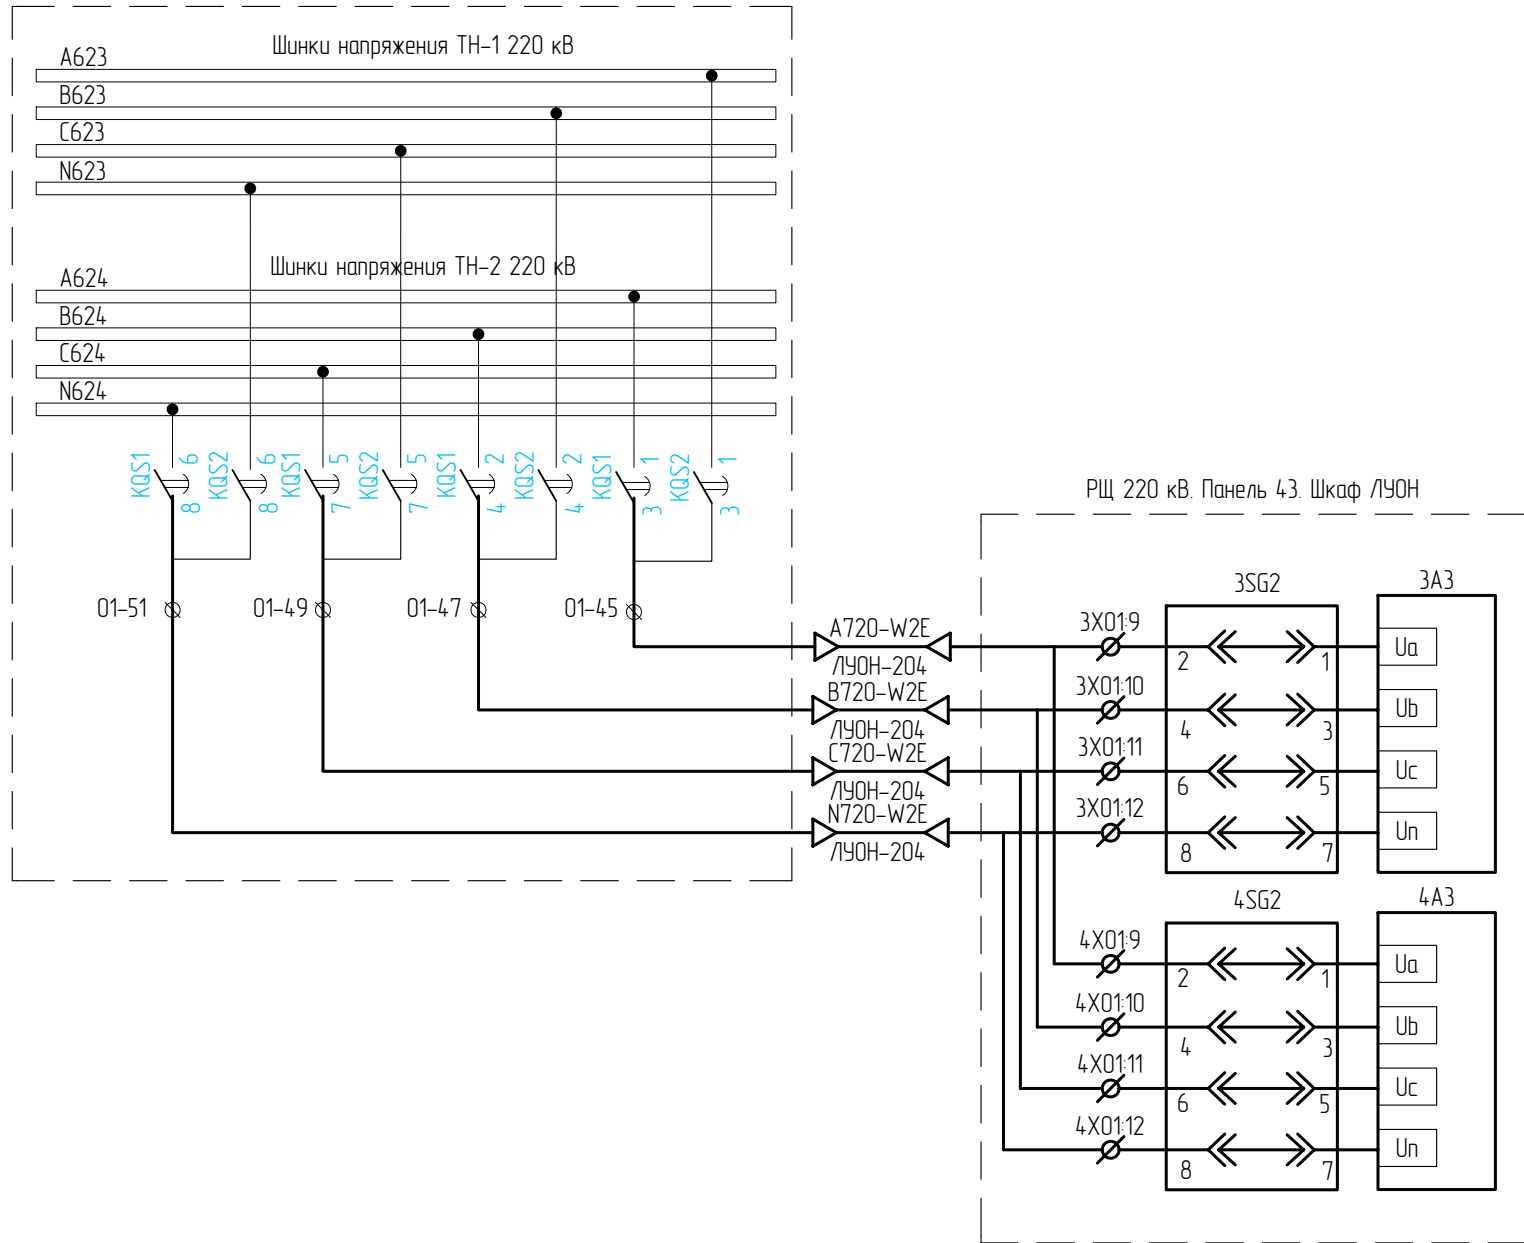 Шинки напряжения ТН-1 220 кВ
A623
B623
C623
N623
Шинки напряжения ТН-2 220 кВ
A624
B624
C624
N624
KQS1 6 8
KQS2 6 8
KQS1 5 7
KQS2 5 7
KQS1 2 4
KQS2 2 4
KQS1 1 3
KQS2 1 3
01-51
01-49
01-47
01-45
A720-W2E
ЛУОН-204
B720-W2E
ЛУОН-204
C720-W2E
ЛУОН-204
N720-W2E
ЛУОН-204
РЩ 220 кВ. Панель 43. Шкаф ЛУОН
3SG2
3A3
3X01:9
2
1
Ua
3X01:10
4
3
Ub
3X01:11
6
5
Uc
3X01:12
8
7
Un
4SG2
4A3
4X01:9
2
1
Ua
4X01:10
4
3
Ub
4X01:11
6
5
Uc
4X01:12
8
7
Un